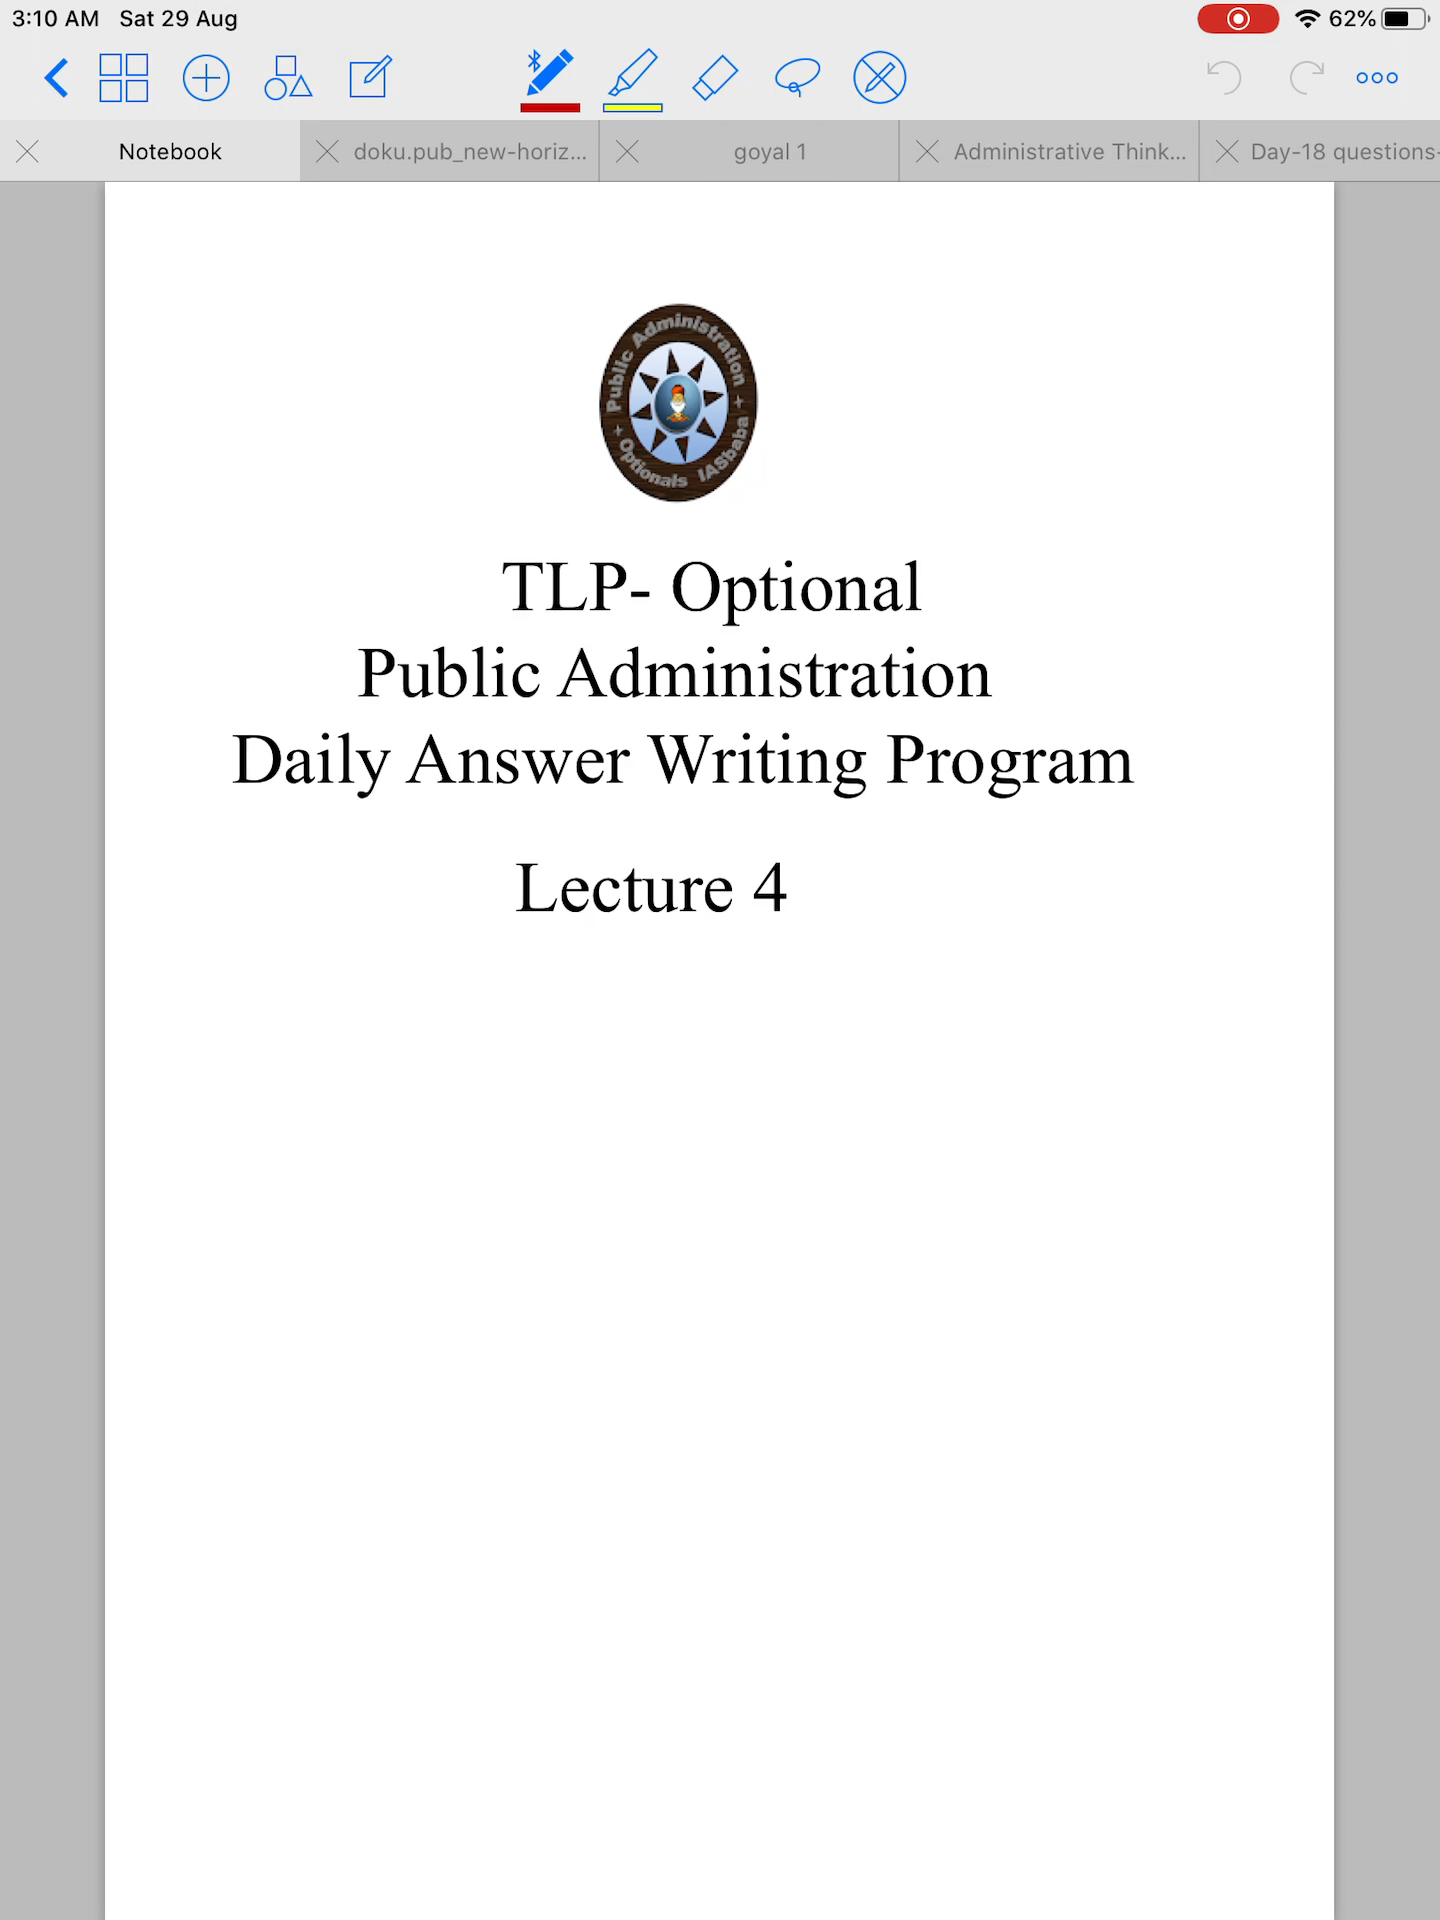 3:10 AM Sat 29 Aug
62%
Notebook
doku.pub_new-horiz...
goyal 1
Administrative Think...
Day-18 questions-
Public Administration
+ Optionals IASbaba +
TLP- Optional
Public Administration
Daily Answer Writing Program
Lecture 4